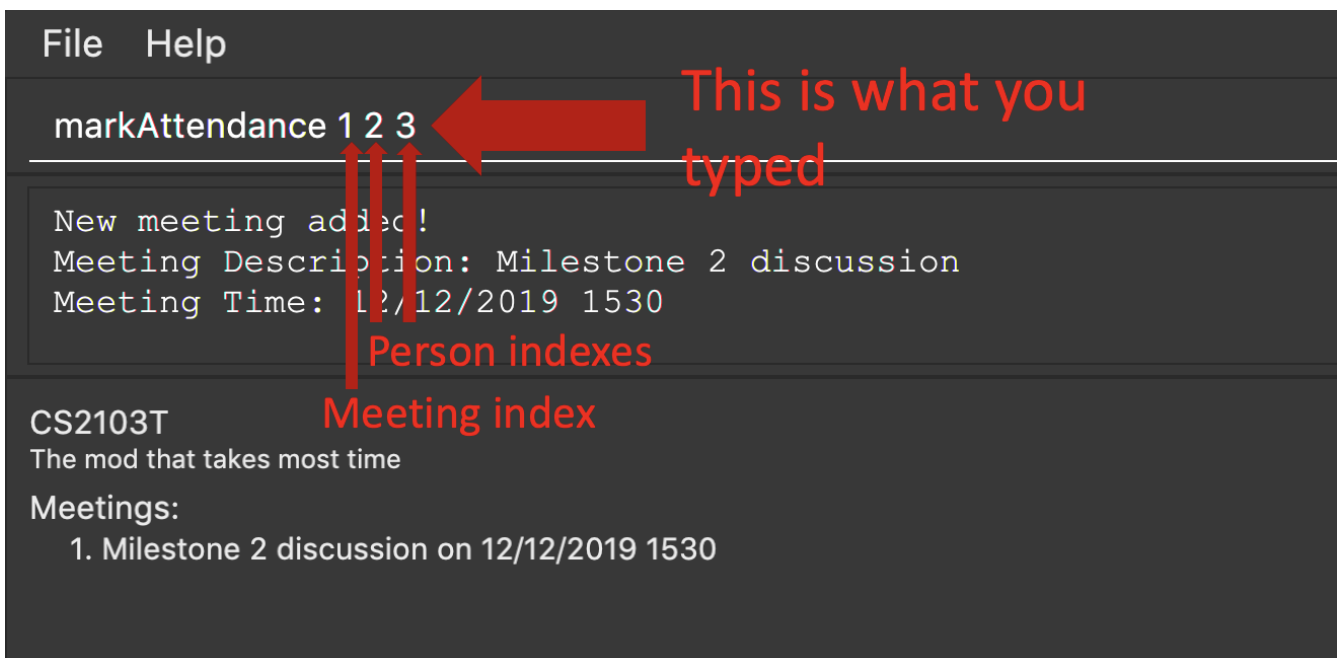 File Help
This is what you
markAttendance 1 2 3
typed
New meeting added!
Meeting Description: Milestone 2 discussion
Meeting Time: 12/12/2019 1530
Person indexes
Meeting index
CS2103T
The mod that takes most time
Meetings:
1. Milestone 2 discussion on 12/12/2019 1530